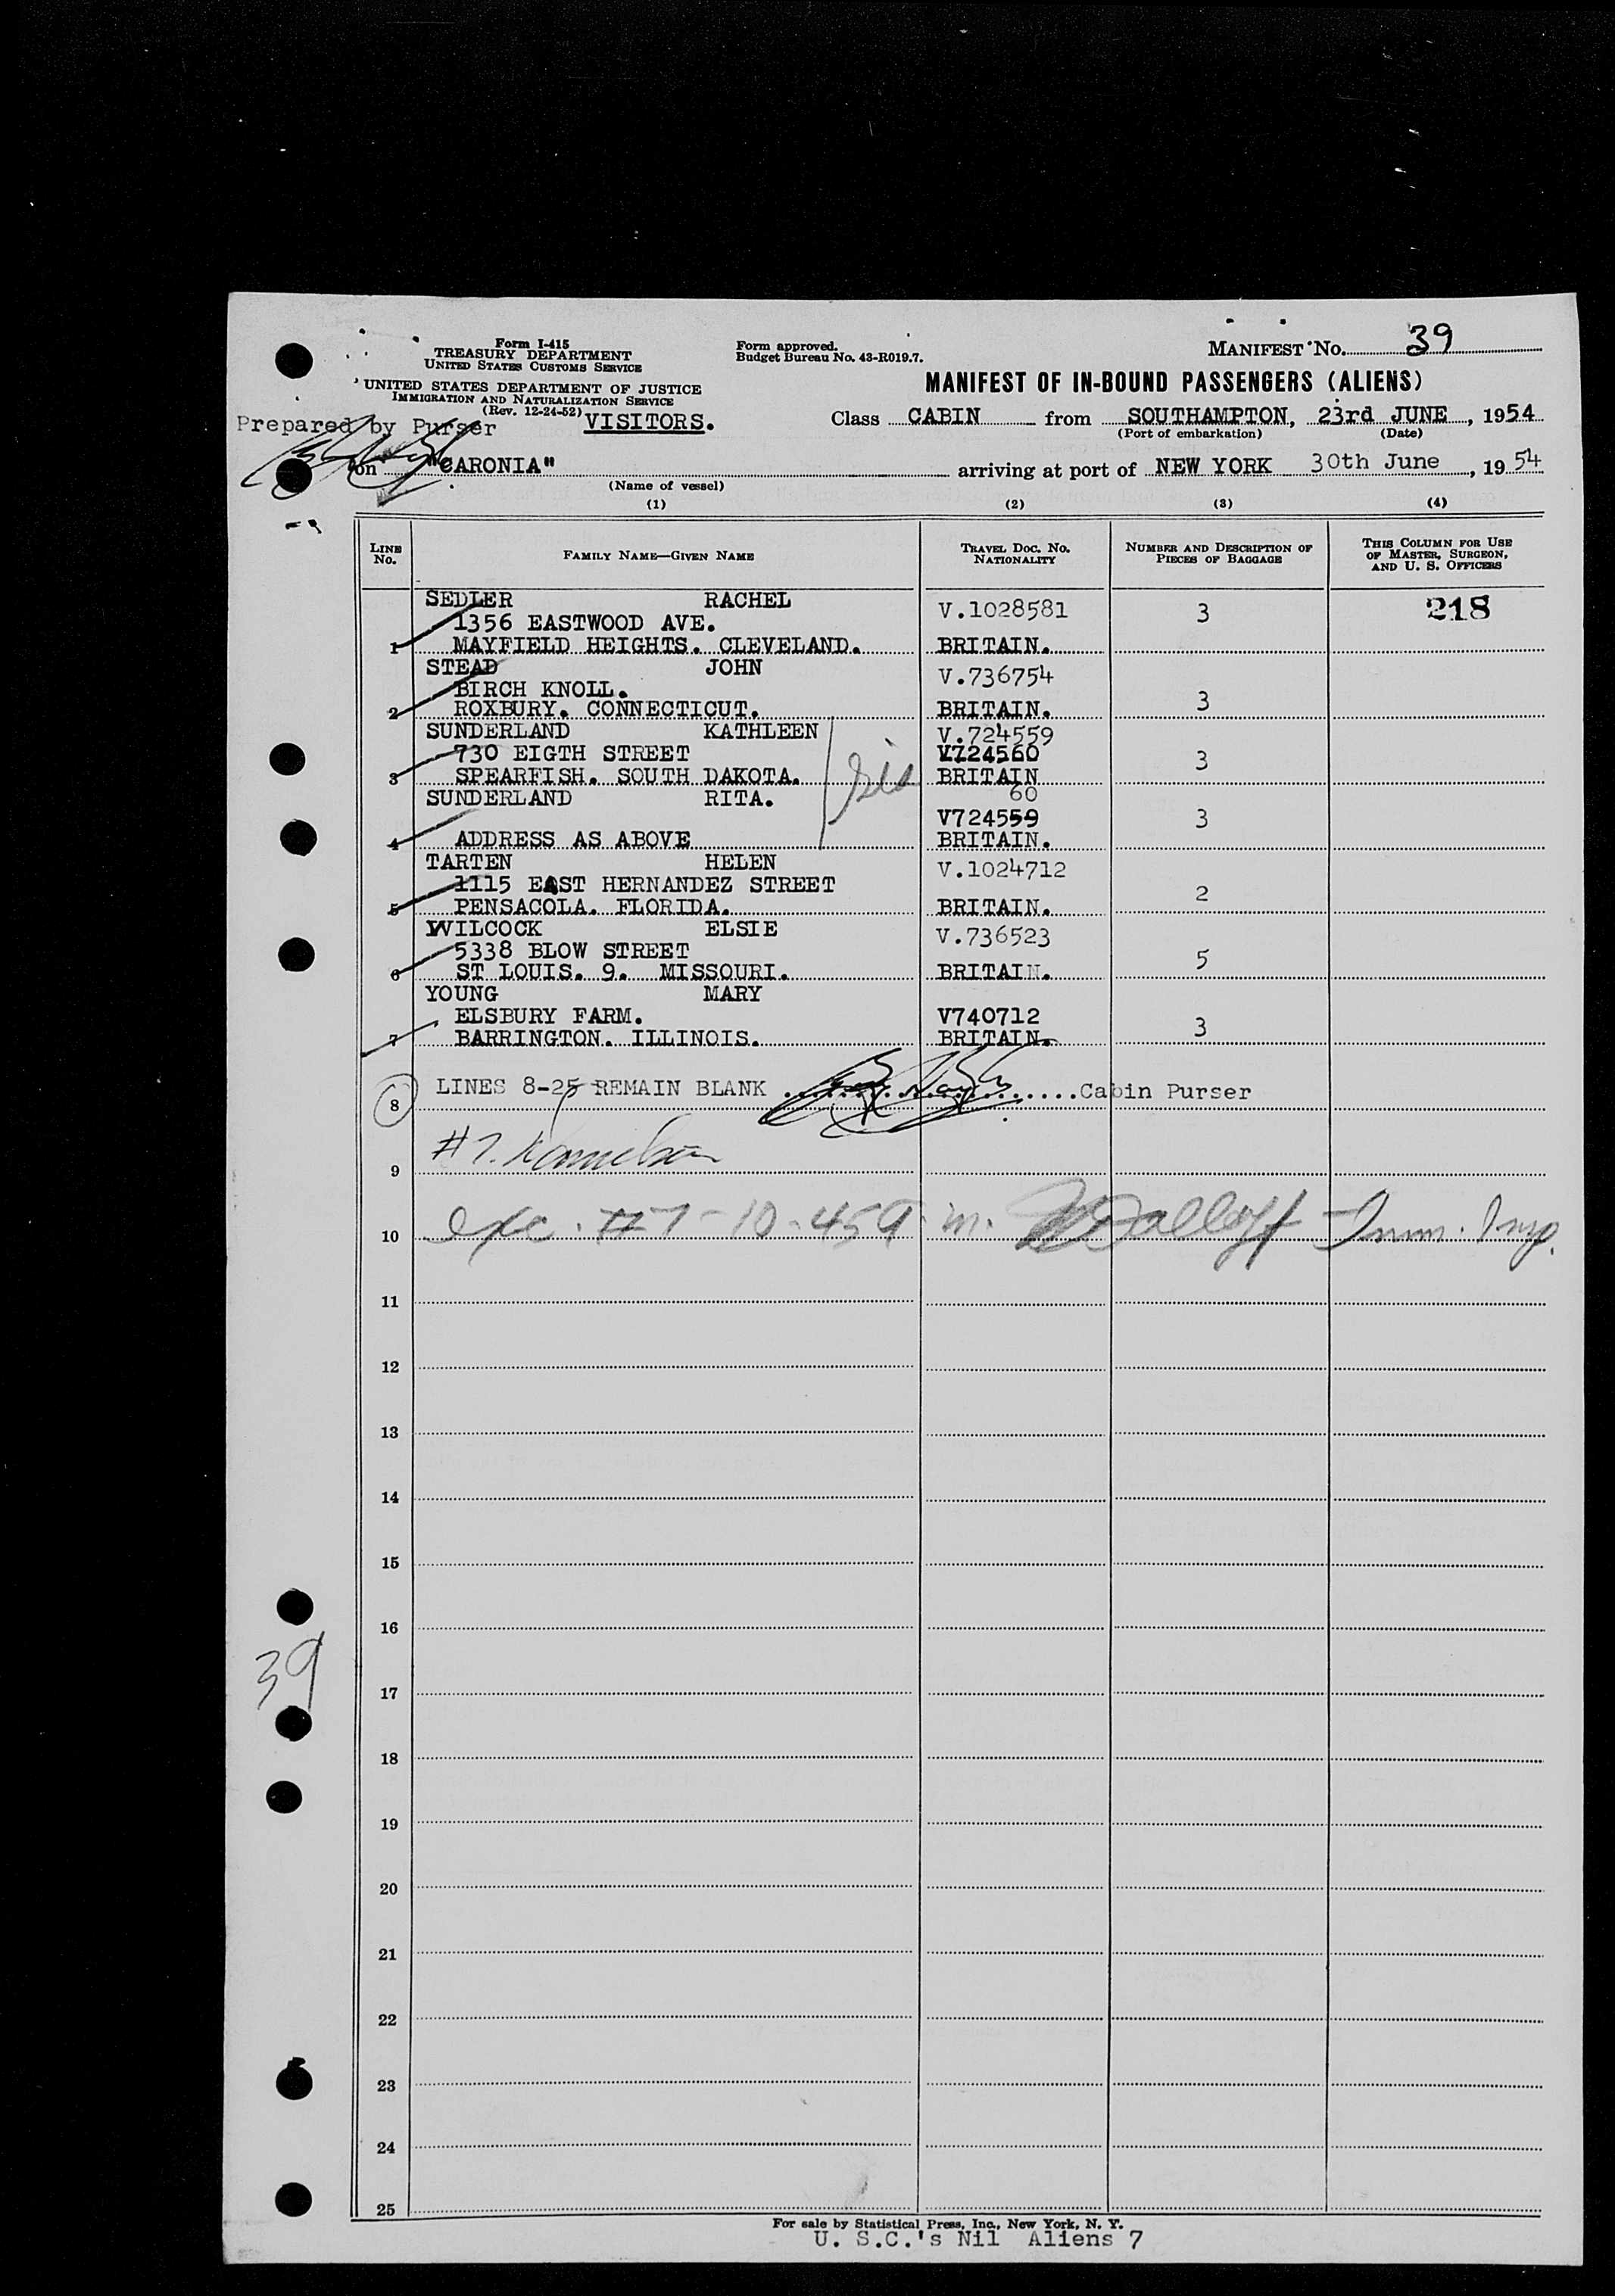 Form I-415
TREASURY DEPARTMENT
UNITED STATES CUSTOMS SERVICE
UNITED STATES DEPARTMENT OF JUSTICE
IMMIGRATION AND NATURALIZATION SERVICE
(Rev. 12-24-52)
Form approved.
Budget Bureau No. 43-R019.7.
MANIFEST No. 39
MANIFEST OF IN-BOUND PASSENGERS (ALIENS)
Prepared by Purser VISITORS.
Class CABIN from SOUTHAMPTON, 23rd JUNE, 1954
(Port of embarkation) (Date)
on "CARONIA" arriving at port of NEW YORK 30th June, 1954
(Name of vessel)
(1) (2) (3) (4)
LINE No. FAMILY NAME—GIVEN NAME TRAVEL DOC. No. NATIONALITY NUMBER AND DESCRIPTION OF PIECES OF BAGGAGE THIS COLUMN FOR USE OF MASTER, SURGEON, AND U. S. OFFICERS
SEDLER RACHEL V.1028581 3 218
1356 EASTWOOD AVE.
1 MAYFIELD HEIGHTS. CLEVELAND. BRITAIN.
STEAD JOHN V.736754
BIRCH KNOLL. 3
2 ROXBURY. CONNECTICUT. BRITAIN.
SUNDERLAND KATHLEEN V.724559
730 EIGTH STREET V724560 3
3 SPEARFISH. SOUTH DAKOTA. BRITAIN
SUNDERLAND RITA. 60
V724559 3
4 ADDRESS AS ABOVE BRITAIN.
TARTEN HELEN V.1024712
1115 EAST HERNANDEZ STREET 2
5 PENSACOLA. FLORIDA. BRITAIN.
WILCOCK ELSIE V.736523
5338 BLOW STREET 5
6 ST LOUIS. 9. MISSOURI. BRITAIN.
YOUNG MARY
ELSBURY FARM. V740712 3
7 BARRINGTON. ILLINOIS. BRITAIN.
8 LINES 8-25 REMAIN BLANK Cabin Purser
9 #7.
10 exc. #7-10-459. m. Imm. Insp.
11
12
13
14
15
16
39
17
18
19
20
21
22
23
24
25
For sale by Statistical Press, Inc., New York, N. Y.
U. S.C.'s Nil Aliens 7